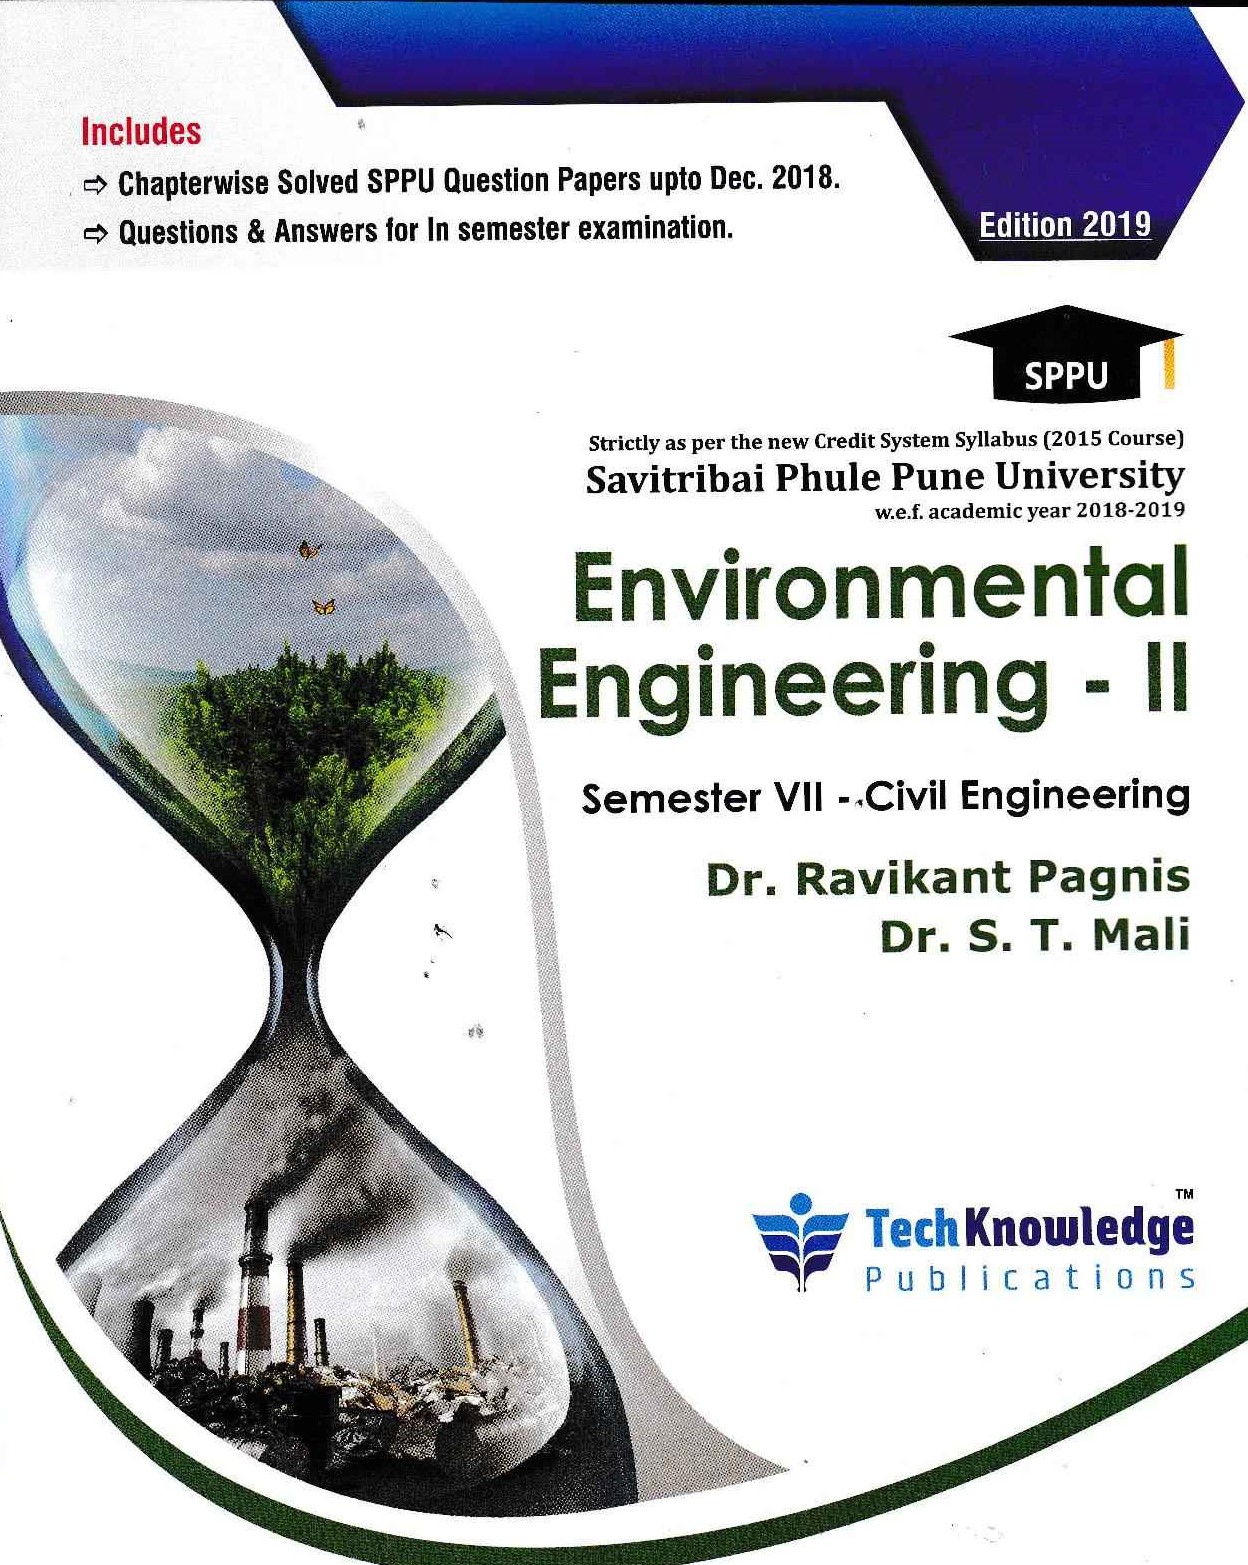 Includes
⇨ Chapterwise Solved SPPU Question Papers upto Dec. 2018.
⇨ Questions & Answers for In semester examination.
Edition 2019
SPPU
Strictly as per the new Credit System Syllabus (2015 Course)
Savitribai Phule Pune University
w.e.f. academic year 2018-2019
Environmental
Engineering - II
Semester VII - Civil Engineering
Dr. Ravikant Pagnis
Dr. S. T. Mali
TM
TechKnowledge
Publications